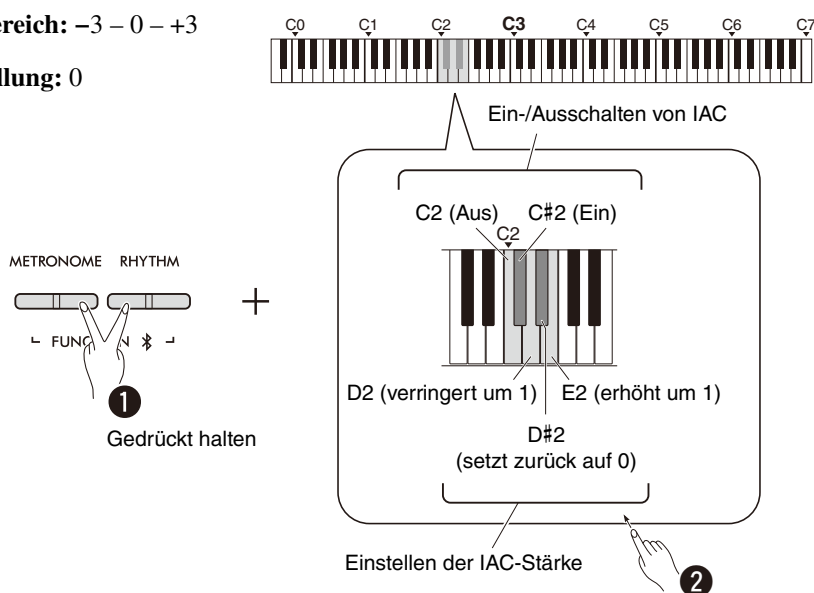 ereich: −3 – 0 – +3
llung: 0
C0 C1 C2 C3 C4 C5 C6 C7
Ein-/Ausschalten von IAC
C2 (Aus) C#2 (Ein)
C2
METRONOME RHYTHM
+
FUNC N
D2 (verringert um 1) E2 (erhöht um 1)
1
Gedrückt halten
D#2
(setzt zurück auf 0)
Einstellen der IAC-Stärke
2